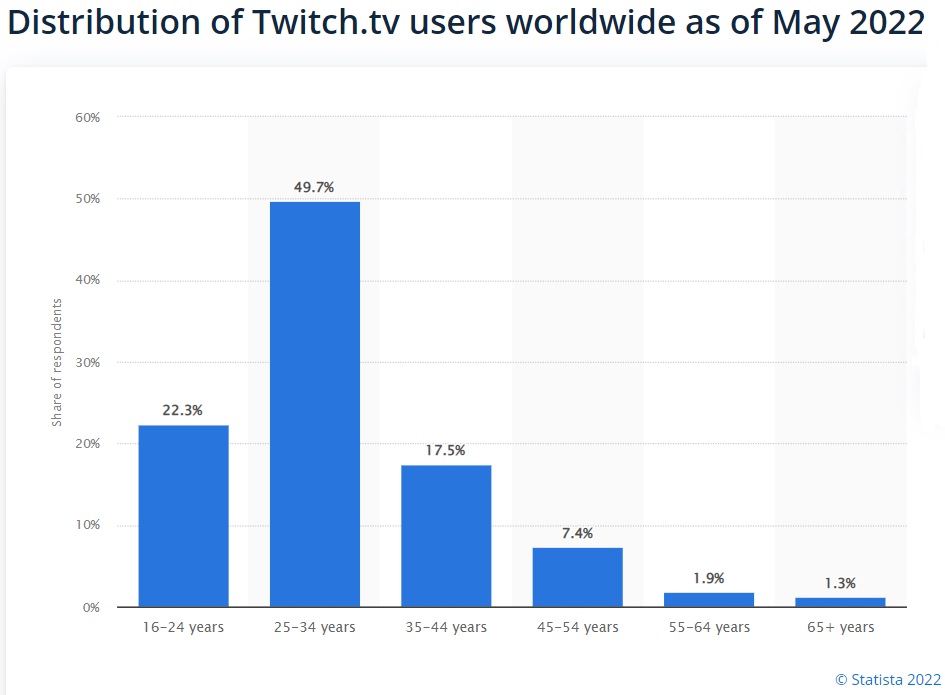 Distribution of Twitch.tv users worldwide as of May 2022
60%
50%
40%
30%
20%
10%
0%
Share of respondents
22.3%
49.7%
17.5%
7.4%
1.9%
1.3%
16–24 years
25–34 years
35–44 years
45–54 years
55–64 years
65+ years
© Statista 2022